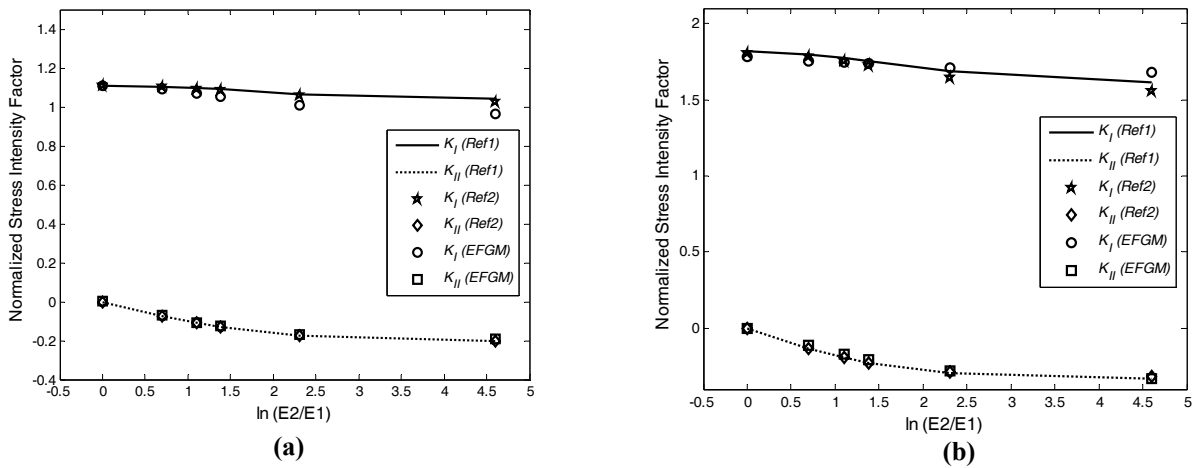 1.5
1.2
1
0.8
0.6
0.4
0.2
0
-0.2
-0.4
Normalized Stress Intensity Factor
K_I (Ref1)
K_II (Ref1)
K_I (Ref2)
K_II (Ref2)
K_I (EFGM)
K_II (EFGM)
-0.5 0 0.5 1 1.5 2 2.5 3 3.5 4 4.5 5
ln (E2/E1)
(a)
2
1.5
1
0.5
0
-0.5
Normalized Stress Intensity Factor
K_I (Ref1)
K_II (Ref1)
K_I (Ref2)
K_II (Ref2)
K_I (EFGM)
K_II (EFGM)
-0.5 0 0.5 1 1.5 2 2.5 3 3.5 4 4.5 5
ln (E2/E1)
(b)